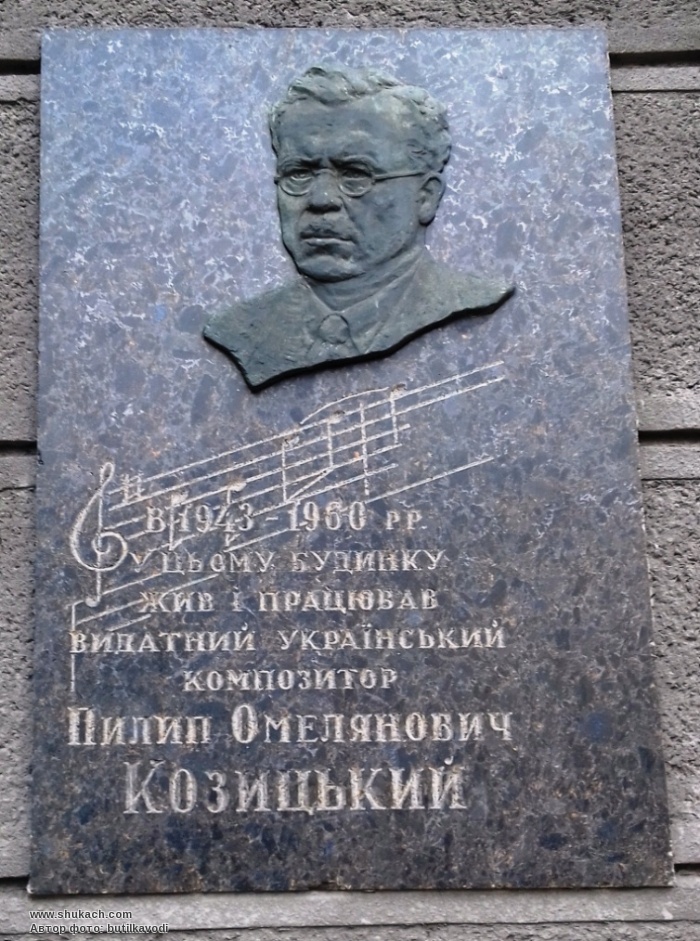 В 1943-1960 РР.
У ЦЬОМУ БУДИНКУ
ЖИВ І ПРАЦЮВАВ
ВИДАТНИЙ УКРАЇНСЬКИЙ
КОМПОЗИТОР
ПИЛИП ОМЕЛЯНОВИЧ
КОЗИЦЬКИЙ
www.shukach.com
Автор фото: butilkavodi